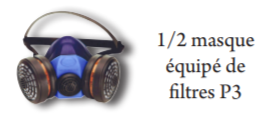 1/2 masque
équipé de
filtres P3